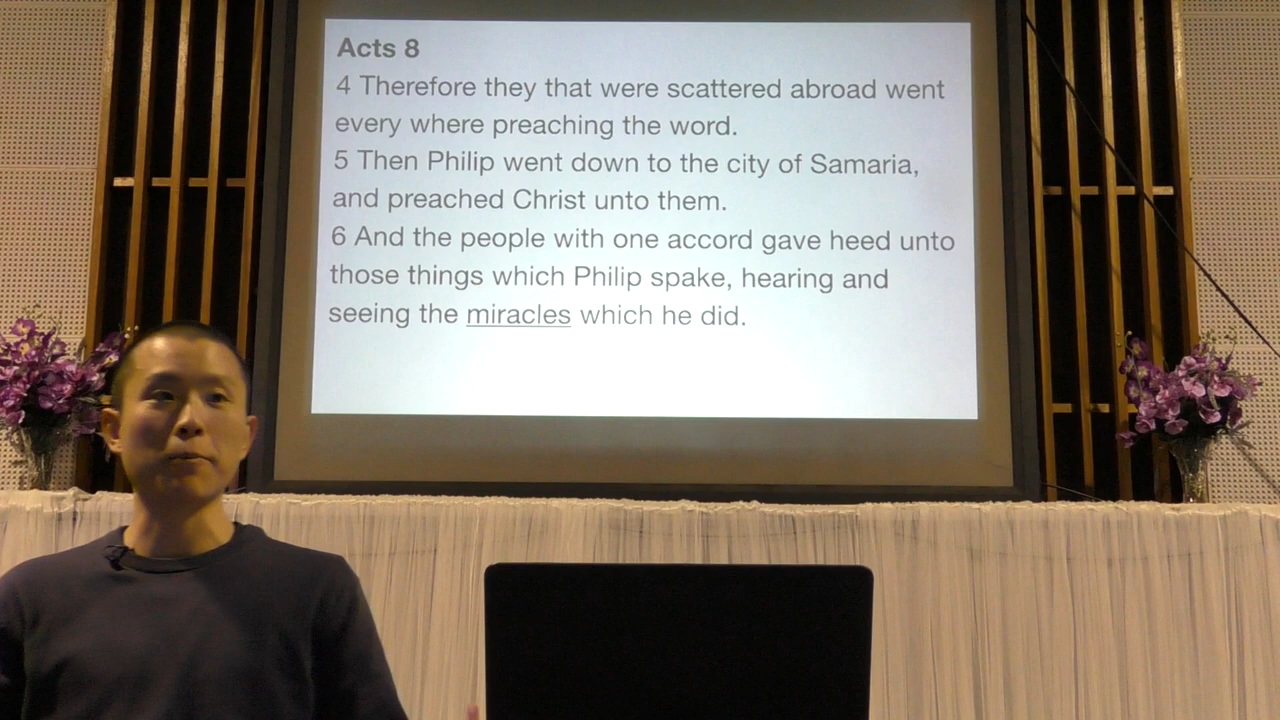 Acts 8
4 Therefore they that were scattered abroad went
every where preaching the word.
5 Then Philip went down to the city of Samaria,
and preached Christ unto them.
6 And the people with one accord gave heed unto
those things which Philip spake, hearing and
seeing the miracles which he did.